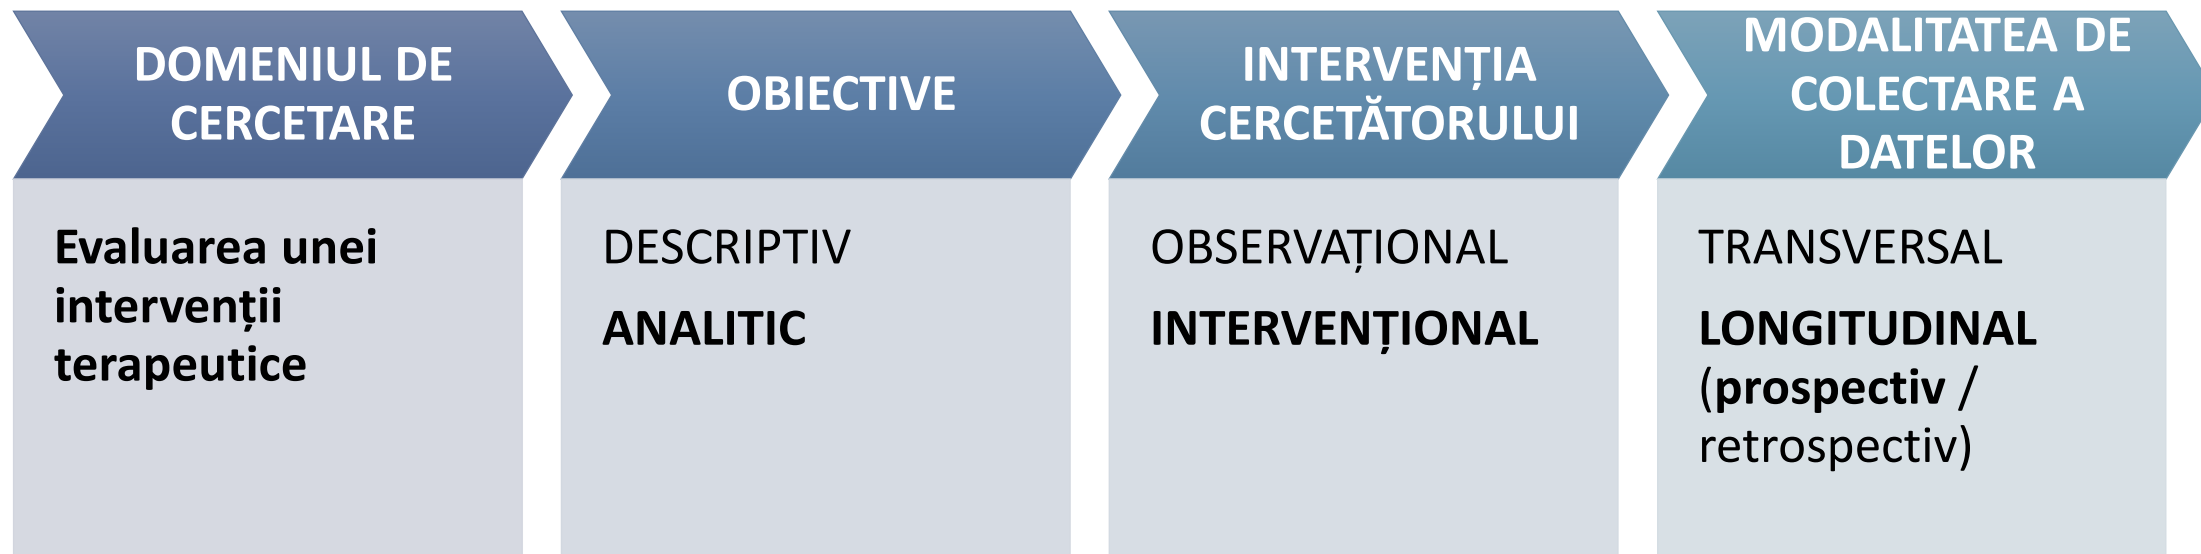 DOMENIUL DE
CERCETARE
Evaluarea unei
intervenții
terapeutice
OBIECTIVE
DESCRIPTIV
ANALITIC
INTERVENȚIA
CERCETĂTORULUI
OBSERVAȚIONAL
INTERVENȚIONAL
MODALITATEA DE
COLECTARE A
DATELOR
TRANSVERSAL
LONGITUDINAL
(prospectiv /
retrospectiv)